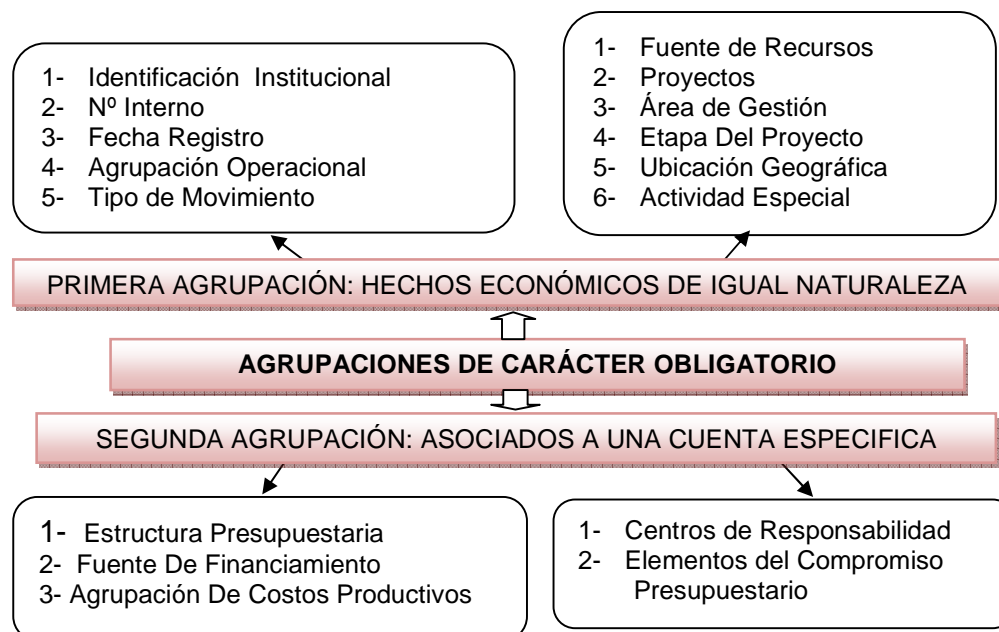 1- Identificación Institucional
2- Nº Interno
3- Fecha Registro
4- Agrupación Operacional
5- Tipo de Movimiento
1- Fuente de Recursos
2- Proyectos
3- Área de Gestión
4- Etapa Del Proyecto
5- Ubicación Geográfica
6- Actividad Especial
PRIMERA AGRUPACIÓN: HECHOS ECONÓMICOS DE IGUAL NATURALEZA
AGRUPACIONES DE CARÁCTER OBLIGATORIO
SEGUNDA AGRUPACIÓN: ASOCIADOS A UNA CUENTA ESPECIFICA
1- Estructura Presupuestaria
2- Fuente De Financiamiento
3- Agrupación De Costos Productivos
1- Centros de Responsabilidad
2- Elementos del Compromiso
Presupuestario